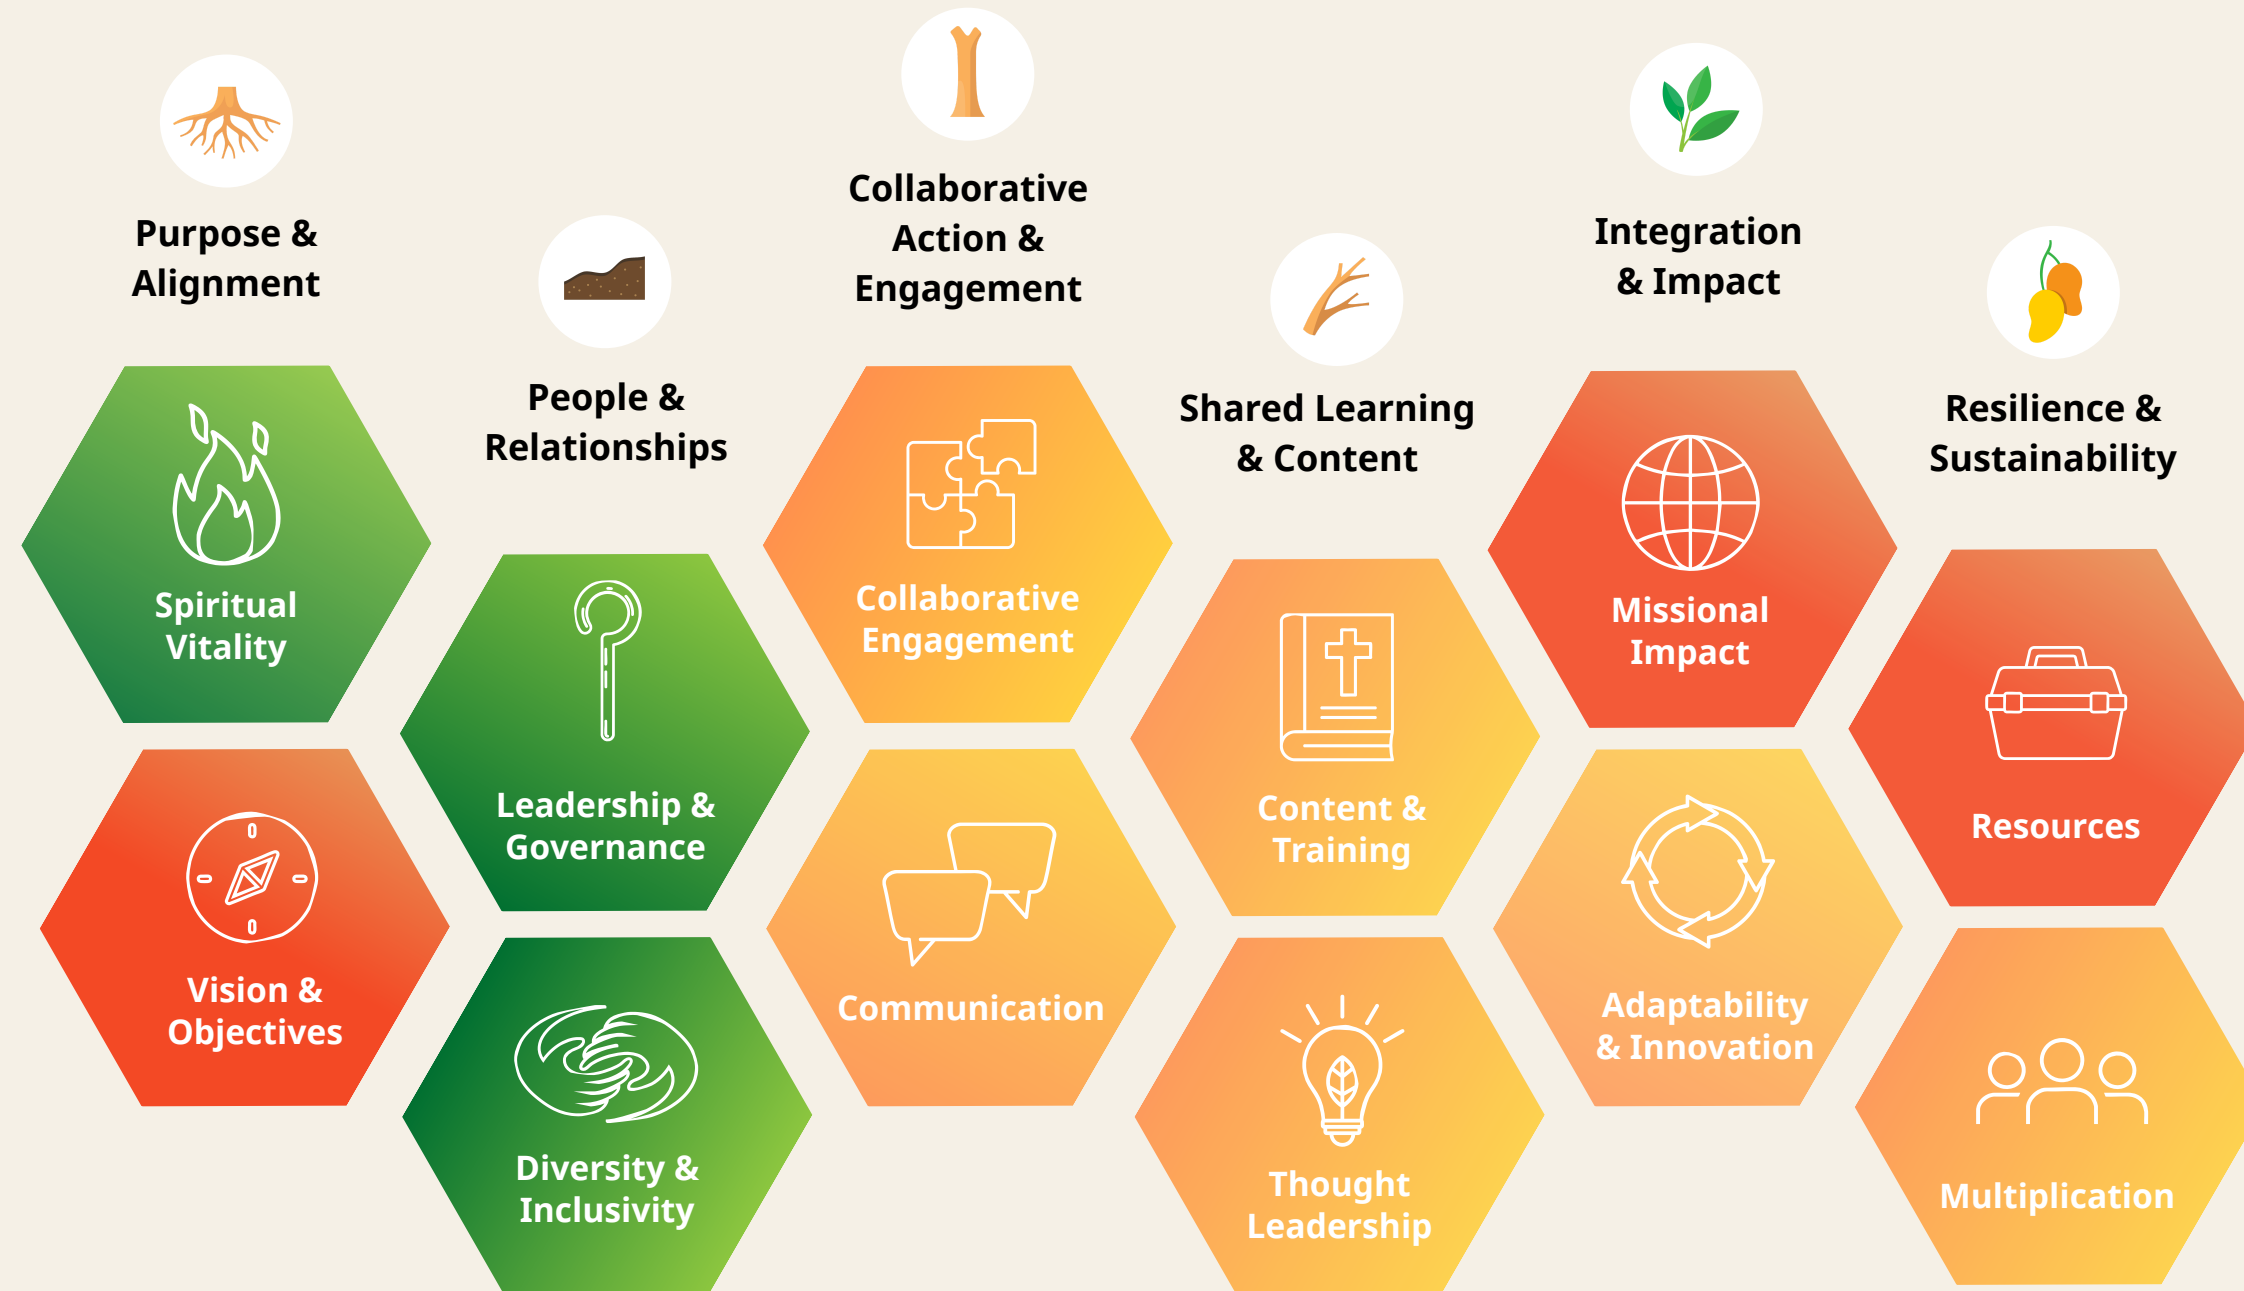 Purpose &
Alignment
Spiritual
Vitality
Vision &
Objectives
People &
Relationships
Leadership &
Governance
Diversity &
Inclusivity
Collaborative
Action &
Engagement
Collaborative
Engagement
Communication
Shared Learning
& Content
Content &
Training
Thought
Leadership
Integration
& Impact
Missional
Impact
Adaptability
& Innovation
Resilience &
Sustainability
Resources
Multiplication